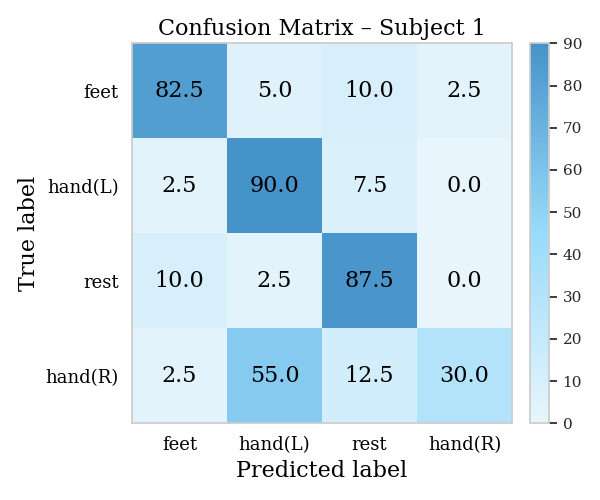 Confusion Matrix – Subject 1
True label
feet 82.5 5.0 10.0 2.5
hand(L) 2.5 90.0 7.5 0.0
rest 10.0 2.5 87.5 0.0
hand(R) 2.5 55.0 12.5 30.0
feet hand(L) rest hand(R)
Predicted label
90
80
70
60
50
40
30
20
10
0